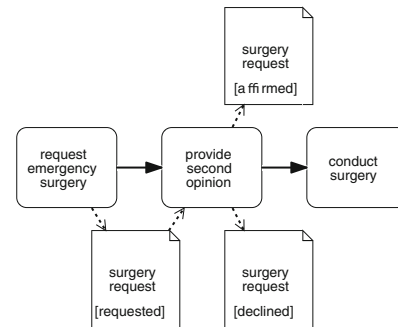 surgery
request
[affirmed]
request
emergency
surgery
provide
second
opinion
conduct
surgery
surgery
request
[requested]
surgery
request
[declined]